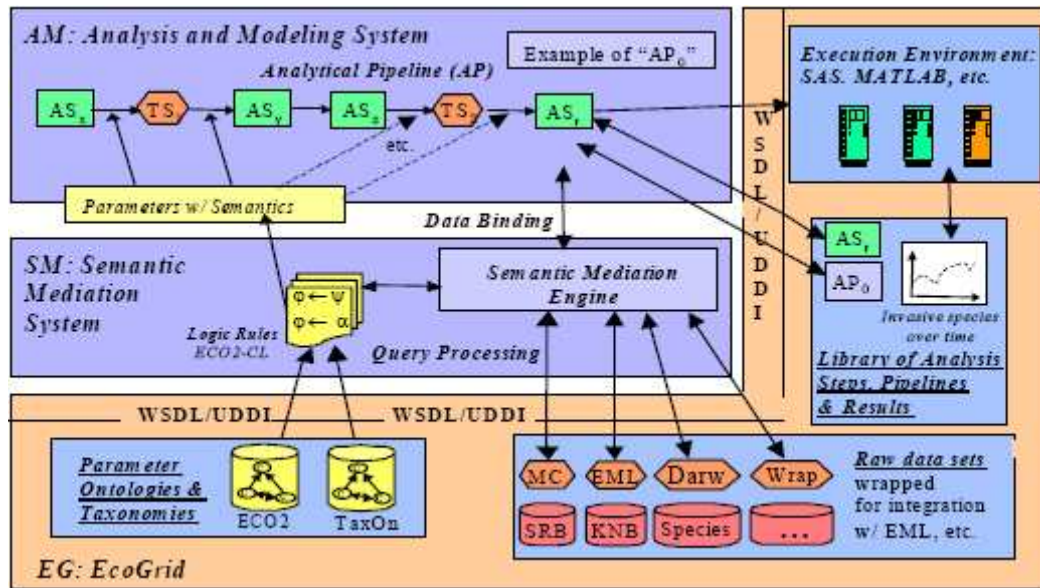 AM: Analysis and Modeling System
Example of "AP0"
Analytical Pipeline (AP)
ASx
TS1
ASy
ASz
TS2
ASr
etc.
Parameters w/ Semantics
Data Binding
Execution Environment:
SAS. MATLAB, etc.
WSDL/UDDI
SM: Semantic
Mediation
System
Semantic Mediation
Engine
φ ← ψ
φ ← α
Logic Rules
ECO2-CL
Query Processing
ASr
AP0
Invasive species
over time
Library of Analysis
Steps, Pipelines
& Results
WSDL/UDDI
WSDL/UDDI
Parameter
Ontologies &
Taxonomies
ECO2
TaxOn
MC
EML
Darw
Wrap
SRB
KNB
Species
...
Raw data sets
wrapped
for integration
w/ EML, etc.
EG: EcoGrid